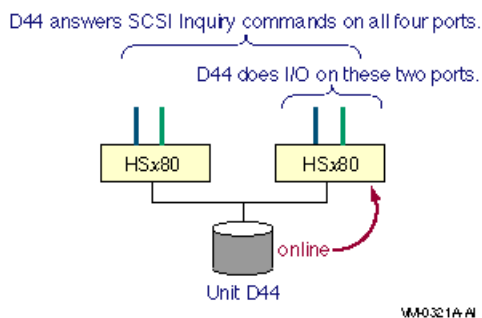 D44 answers SCSI Inquiry commands on all four ports.
D44 does I/O on these two ports.
HSx80 HSx80
online
Unit D44
VM-0321A-AI